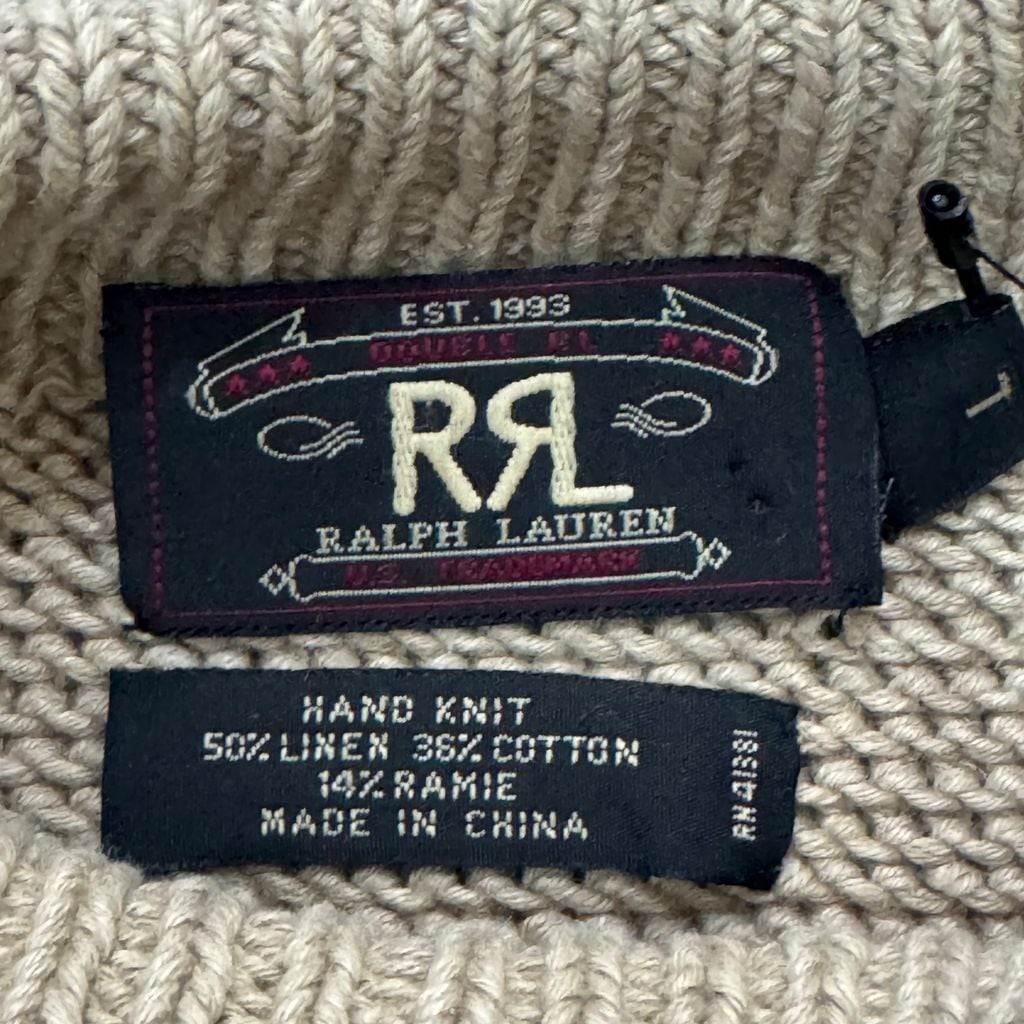 EST. 1993
DOUBLE RL
RRL
RALPH LAUREN
U.S. TRADEMARK
L
HAND KNIT
50% LINEN 36% COTTON
14% RAMIE
MADE IN CHINA
RN 41381